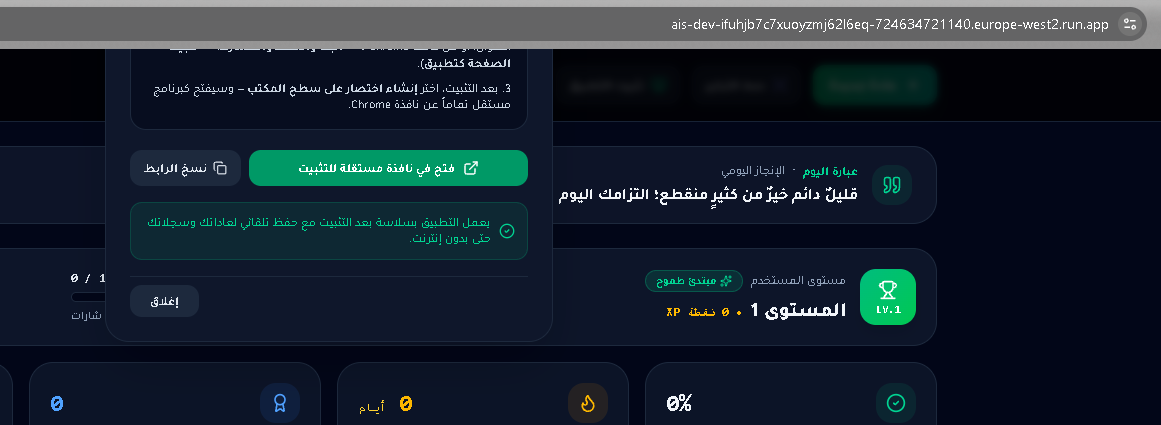 ais-dev-ifuhjb7c7xuoyzmj62l6eq-724634721140.europe-west2.run.app
الصفحة كتطبيق).
3. بعد التثبيت، اختر إنشاء اختصار على سطح المكتب — وسيفتح كبرنامج
مستقل تماماً عن نافذة Chrome.
فتح في نافذة مستقلة للتثبيت
نسخ الرابط
يعمل التطبيق بسلاسة بعد التثبيت مع حفظ تلقائي لعاداتك وسجلاتك
حتى بدون إنترنت.
إغلاق
عبارة اليوم · الإنجاز اليومي
قليلٌ دائم خيرٌ من كثيرٍ منقطع؛ التزامك اليوم
LV.1
مستوى المستخدم
مبتدئ طموح
المستوى 1 • 0 نقطة XP
0 / 1
شارات
0%
0 أيام
0